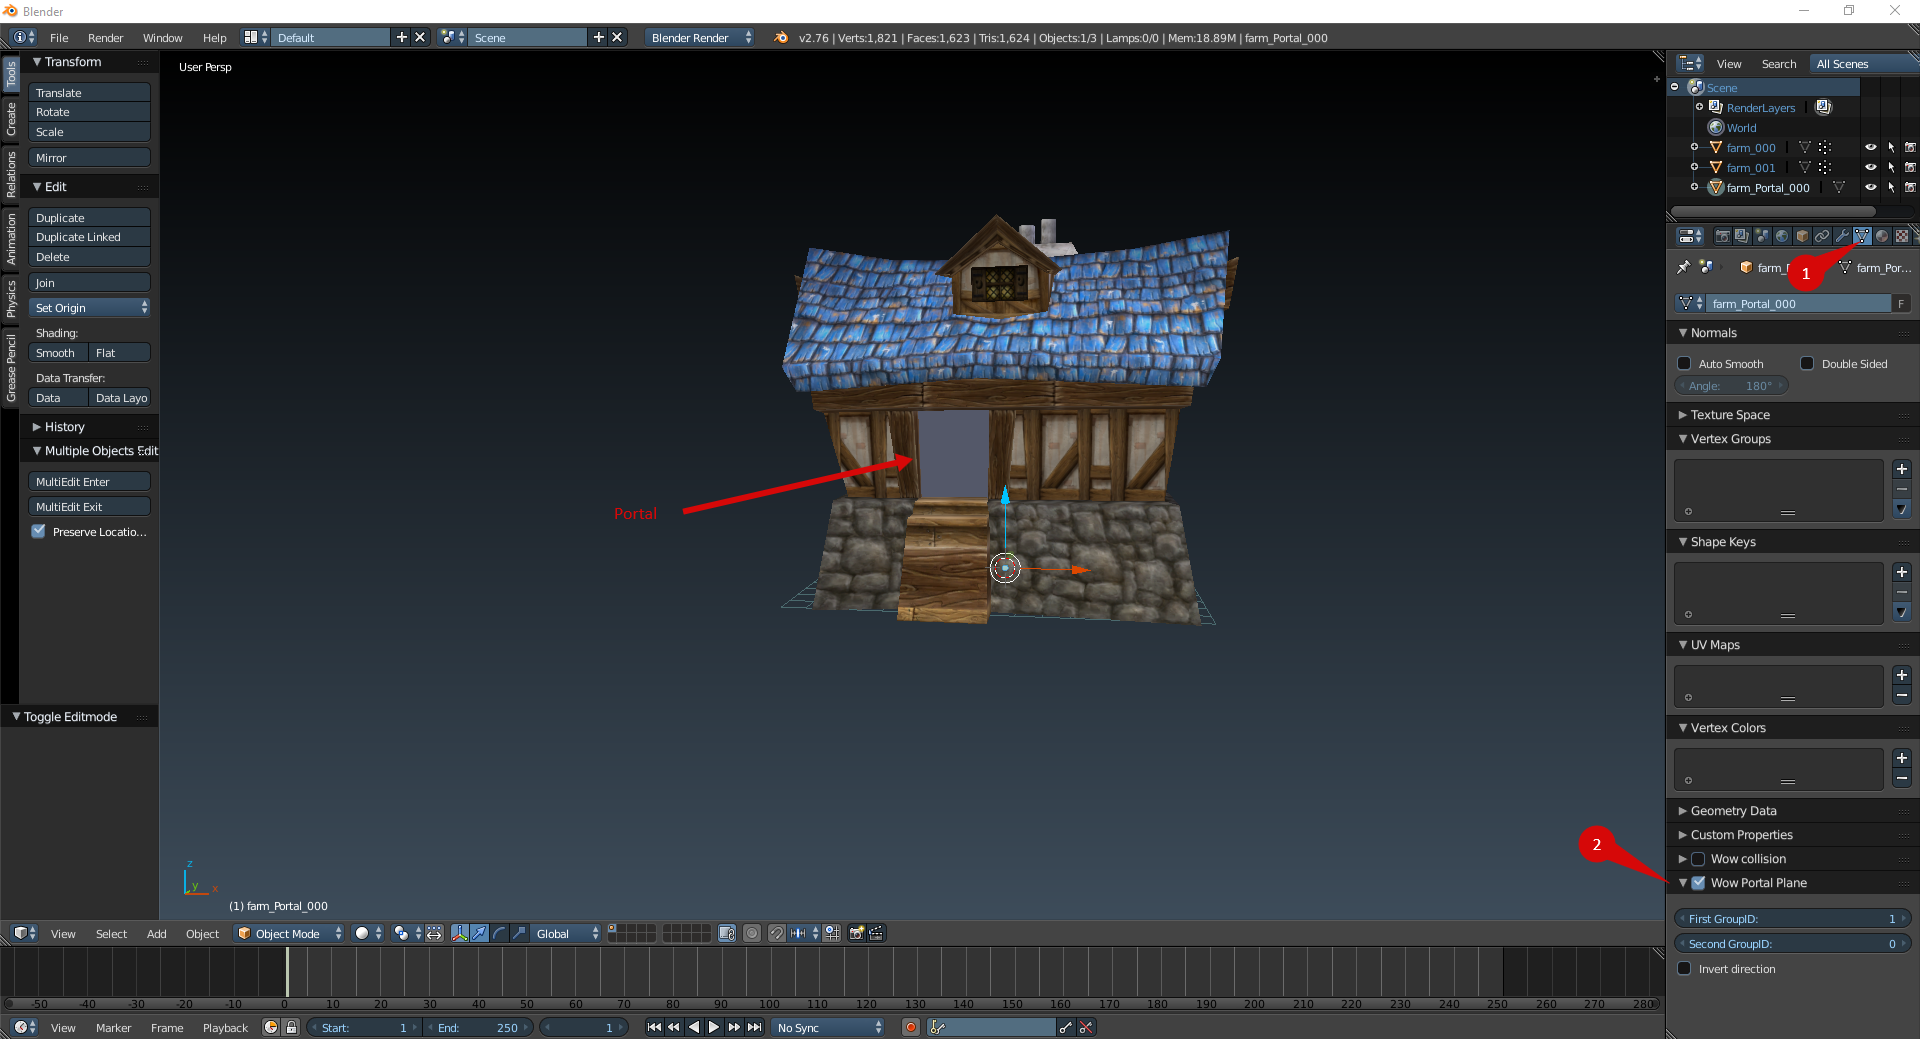 Blender
File Render Window Help Default Scene Blender Render v2.76 | Verts:1,821 | Faces:1,623 | Tris:1,624 | Objects:1/3 | Lamps:0/0 | Mem:18.89M | farm_Portal_000
Tools
Create
Relations
Animation
Physics
Grease Pencil
Transform
Translate
Rotate
Scale
Mirror
Edit
Duplicate
Duplicate Linked
Delete
Join
Set Origin
Shading:
Smooth Flat
Data Transfer:
Data Data Layo
History
Multiple Objects Edit
MultiEdit Enter
MultiEdit Exit
Preserve Locatio...
Toggle Editmode
User Persp
Portal
z
y x
(1) farm_Portal_000
View Select Add Object Object Mode Global
-50 -40 -30 -20 -10 0 10 20 30 40 50 60 70 80 90 100 110 120 130 140 150 160 170 180 190 200 210 220 230 240 250 260 270 280
View Marker Frame Playback Start: 1 End: 250 1 No Sync
View Search All Scenes
Scene
RenderLayers
World
farm_000
farm_001
farm_Portal_000
1
farm_ farm_Por...
farm_Portal_000 F
Normals
Auto Smooth Double Sided
Angle: 180°
Texture Space
Vertex Groups
Shape Keys
UV Maps
Vertex Colors
Geometry Data
Custom Properties
2
Wow collision
Wow Portal Plane
First GroupID: 1
Second GroupID: 0
Invert direction